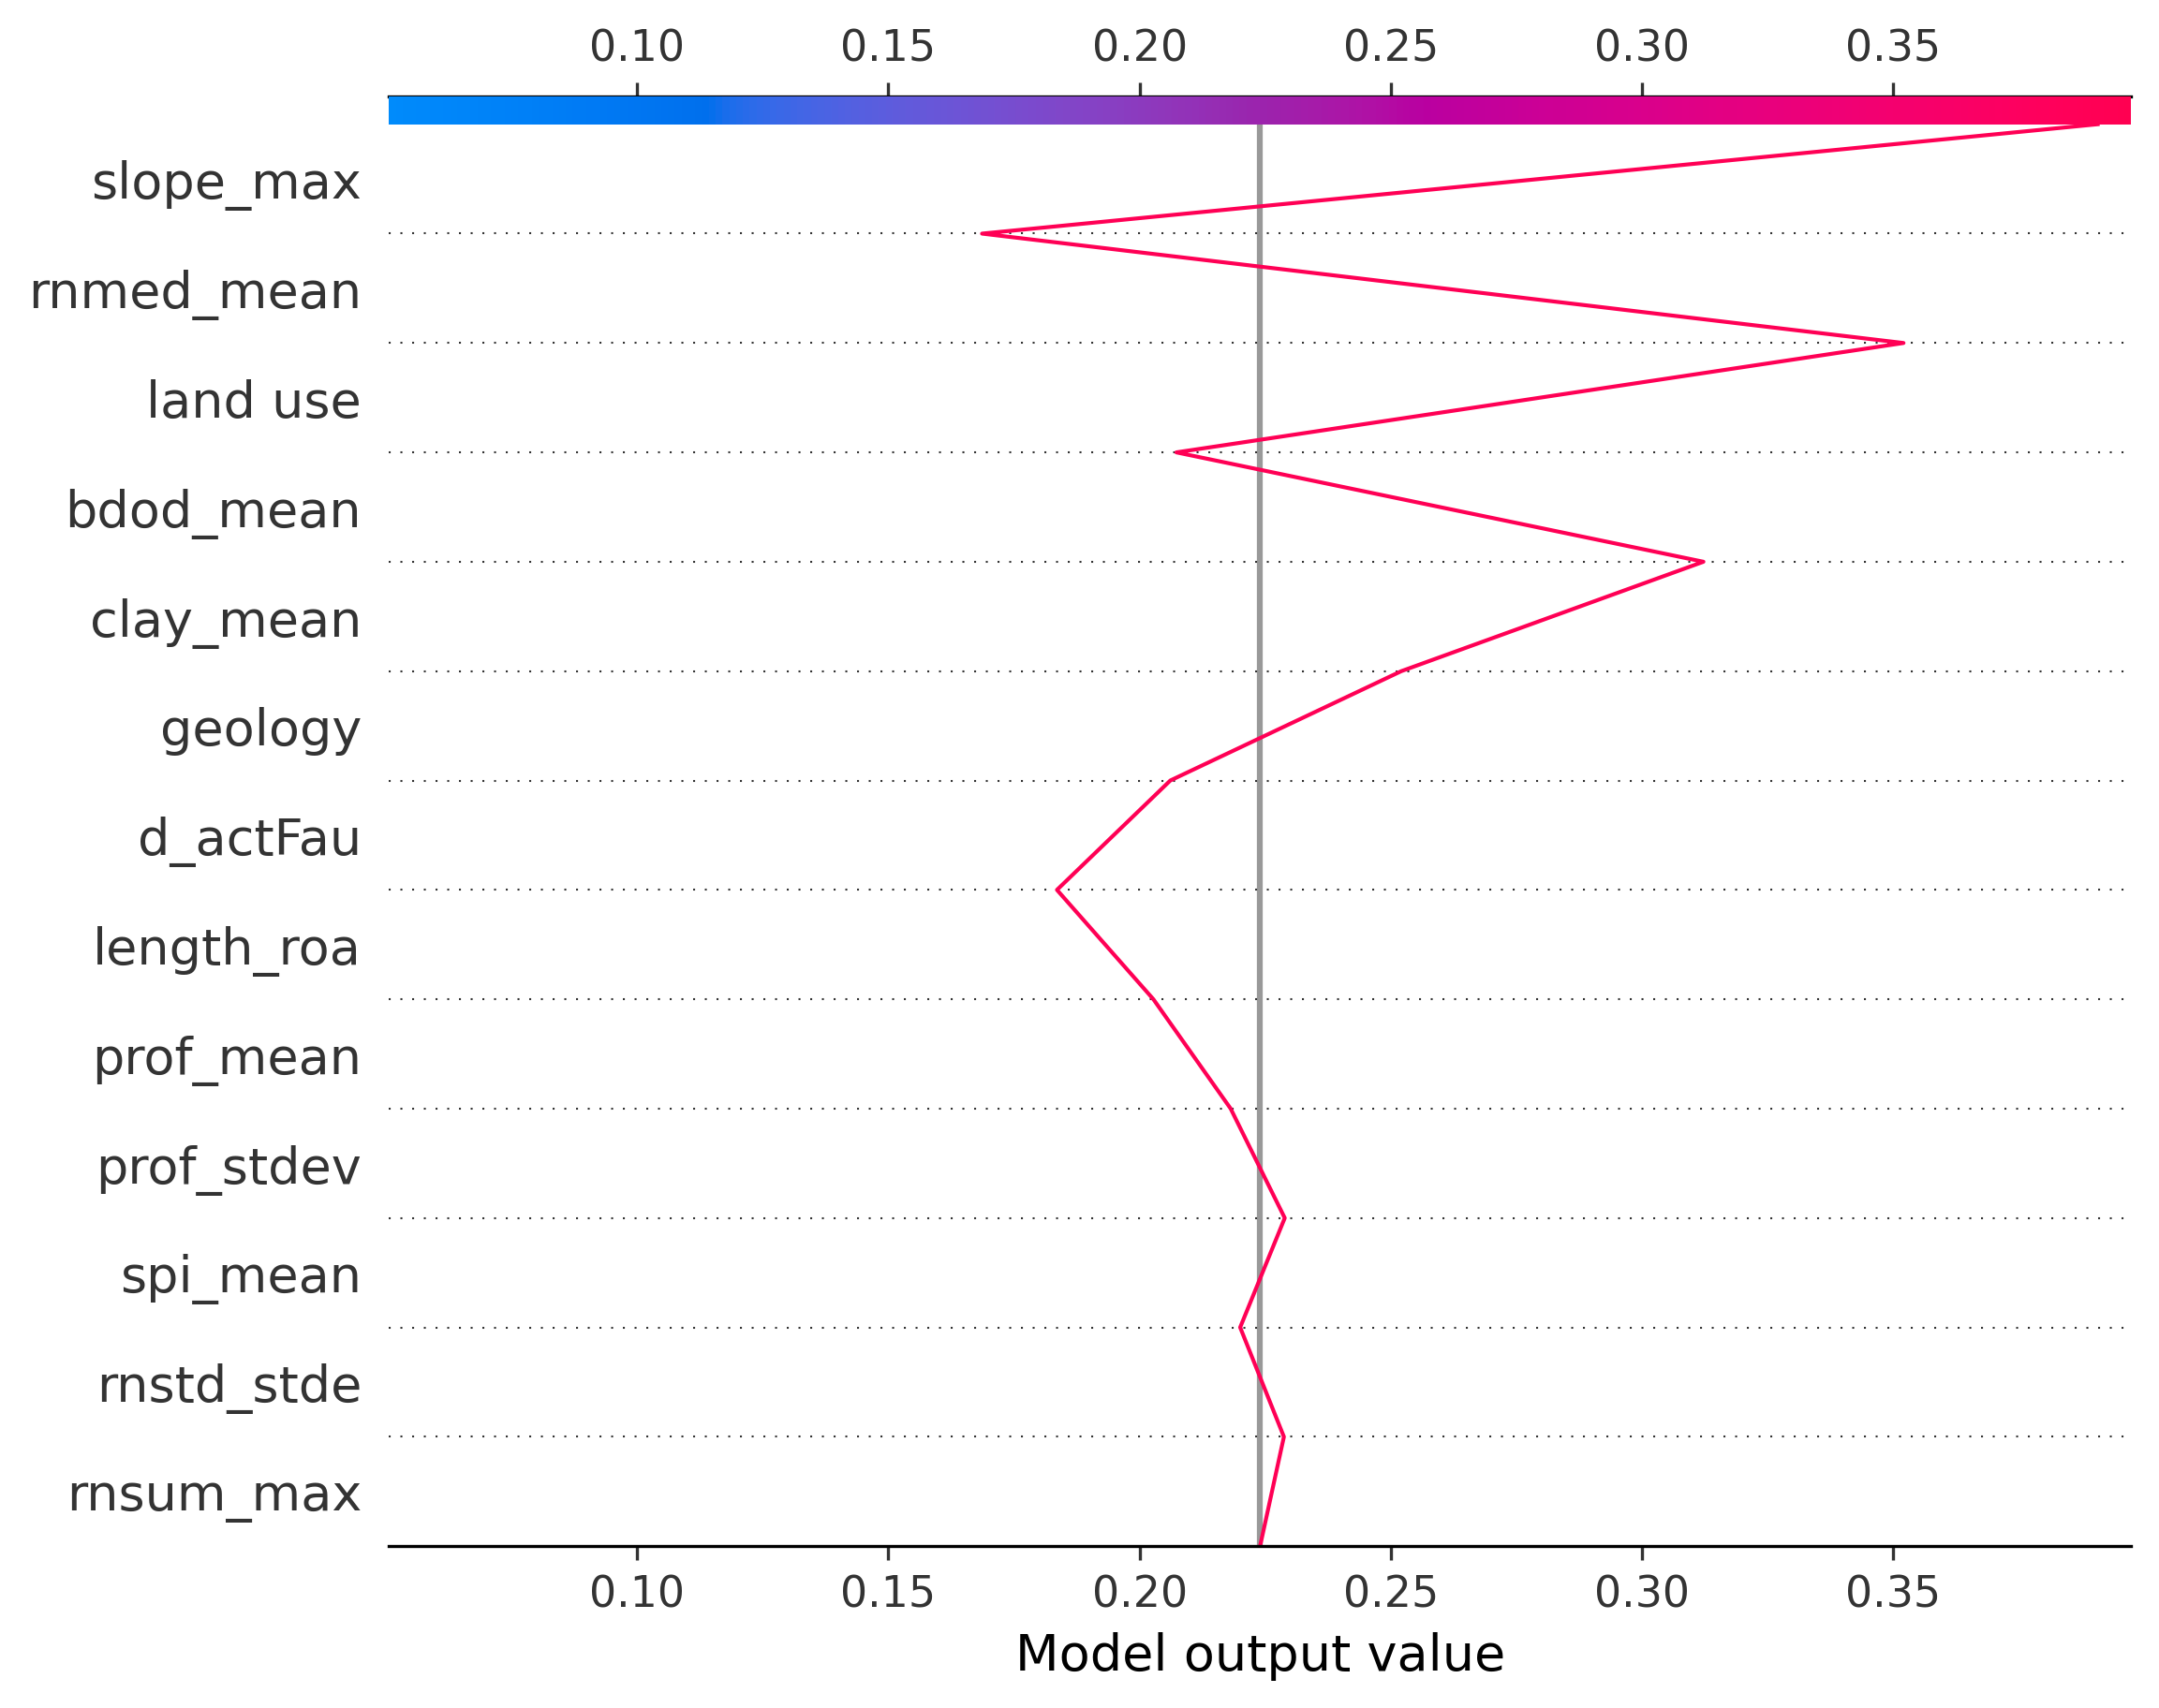 0.10 0.15 0.20 0.25 0.30 0.35
slope_max
rnmed_mean
land use
bdod_mean
clay_mean
geology
d_actFau
length_roa
prof_mean
prof_stdev
spi_mean
rnstd_stde
rnsum_max
0.10 0.15 0.20 0.25 0.30 0.35
Model output value